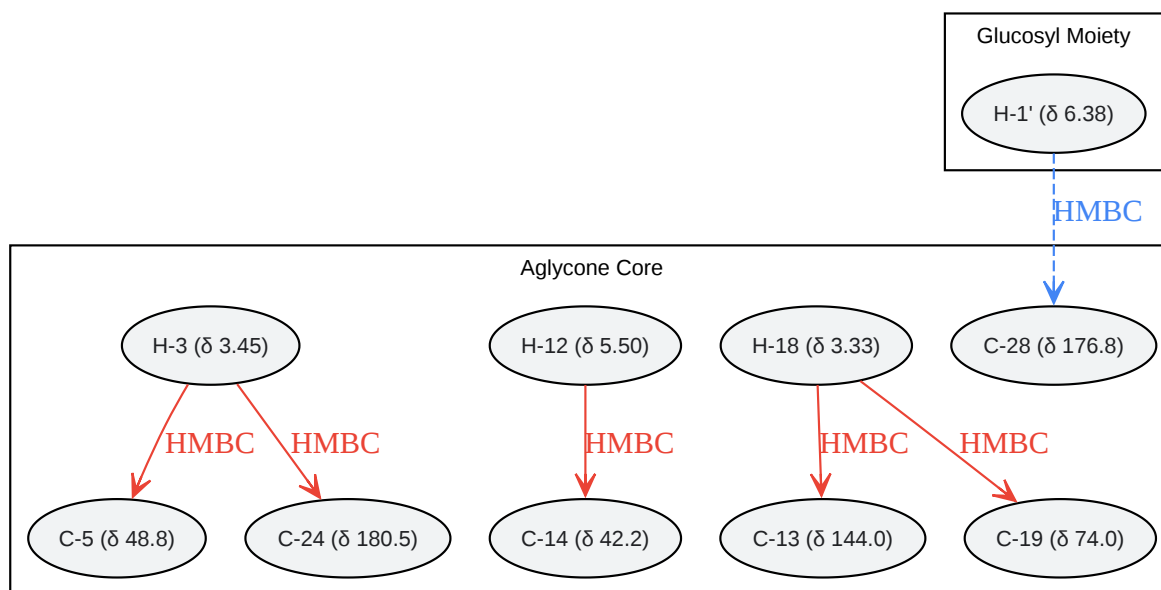 Glucosyl Moiety
H-1' (δ 6.38)
HMBC
Aglycone Core
H-3 (δ 3.45)
H-12 (δ 5.50)
H-18 (δ 3.33)
C-28 (δ 176.8)
HMBC
HMBC
HMBC
HMBC
HMBC
C-5 (δ 48.8)
C-24 (δ 180.5)
C-14 (δ 42.2)
C-13 (δ 144.0)
C-19 (δ 74.0)